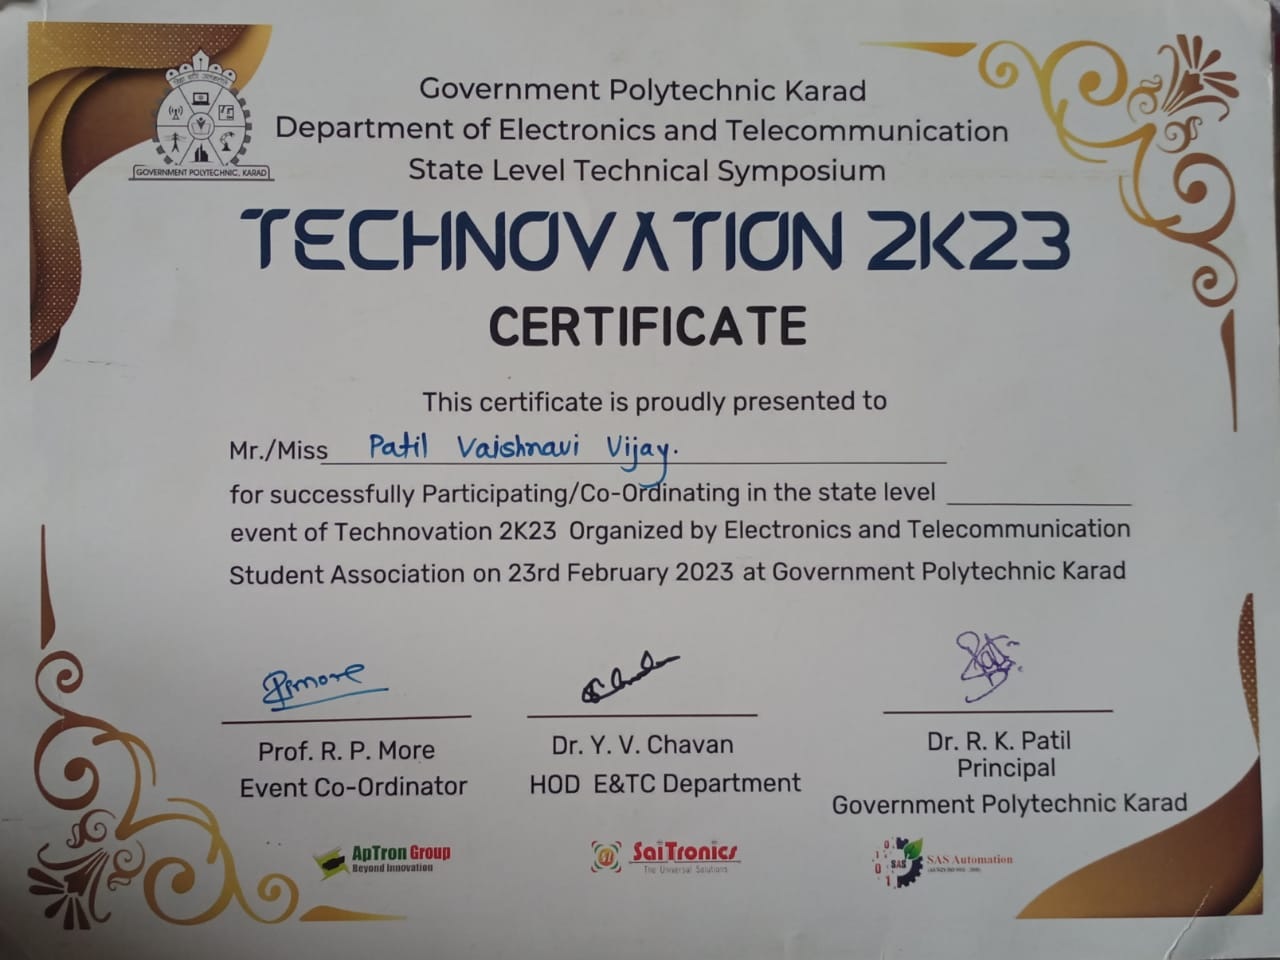 Government Polytechnic Karad
Department of Electronics and Telecommunication
State Level Technical Symposium
GOVERNMENT POLYTECHNIC, KARAD
TECHNOVATION 2K23
CERTIFICATE
This certificate is proudly presented to
Mr./Miss Patil Vaishnavi Vijay.
for successfully Participating/Co-Ordinating in the state level
event of Technovation 2K23 Organized by Electronics and Telecommunication
Student Association on 23rd February 2023 at Government Polytechnic Karad
Prof. R. P. More
Event Co-Ordinator
Dr. Y. V. Chavan
HOD E&TC Department
Dr. R. K. Patil
Principal
Government Polytechnic Karad
ApTron Group
Beyond Innovation
SaiTronics
The Universal Solutions
SAS
SAS Automation